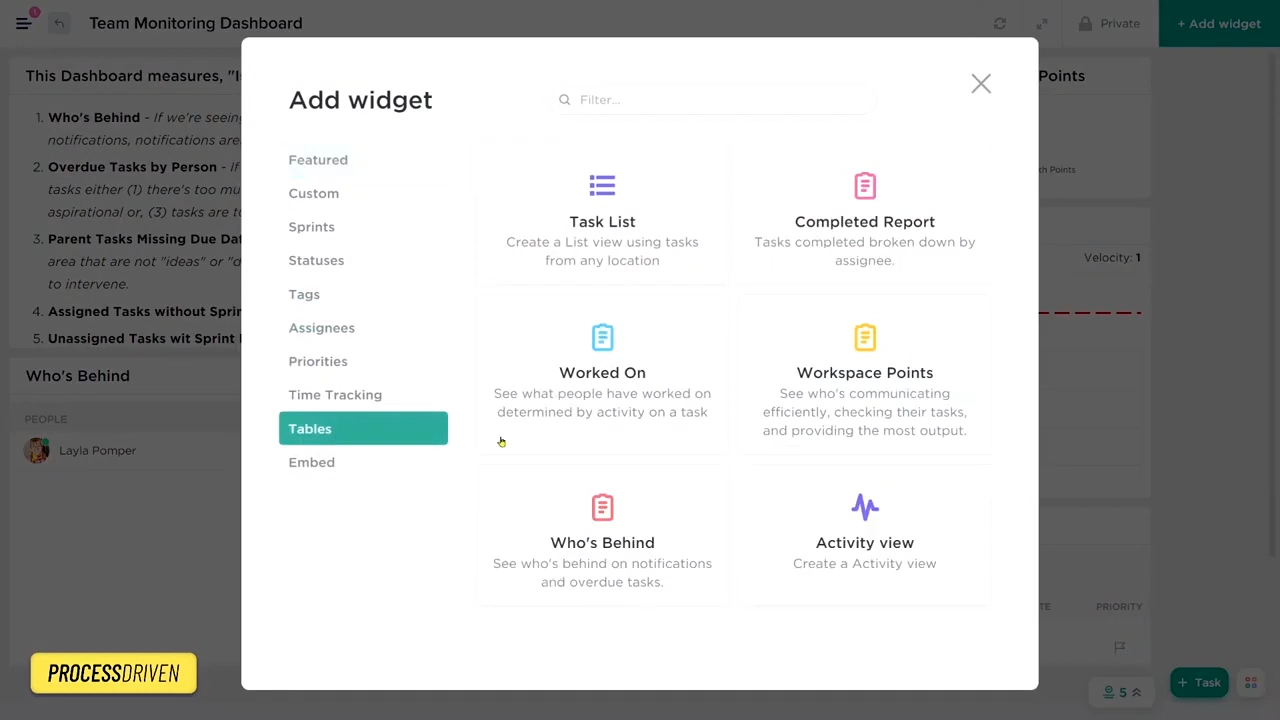 1
Team Monitoring Dashboard
Private
+ Add widget
This Dashboard measures, "I
Points
1. Who's Behind - If we're seeing
notifications, notifications are
2. Overdue Tasks by Person - if
tasks either (1) there's too mu
aspirational or, (3) tasks are to
3. Parent Tasks Missing Due Dat
area that are not "ideas" or "d
to intervene.
4. Assigned Tasks without Sprin
5. Unassigned Tasks wit Sprint
Who's Behind
PEOPLE
Layla Pomper
Add widget
Filter...
Featured
Custom
Sprints
Statuses
Tags
Assignees
Priorities
Time Tracking
Tables
Embed
Task List
Create a List view using tasks
from any location
Completed Report
Tasks completed broken down by
assignee.
Worked On
See what people have worked on
determined by activity on a task
Workspace Points
See who's communicating
efficiently, checking their tasks,
and providing the most output.
Who's Behind
See who's behind on notifications
and overdue tasks.
Activity view
Create a Activity view
th Points
Velocity: 1
TE
PRIORITY
5
+ Task
PROCESSDRIVEN